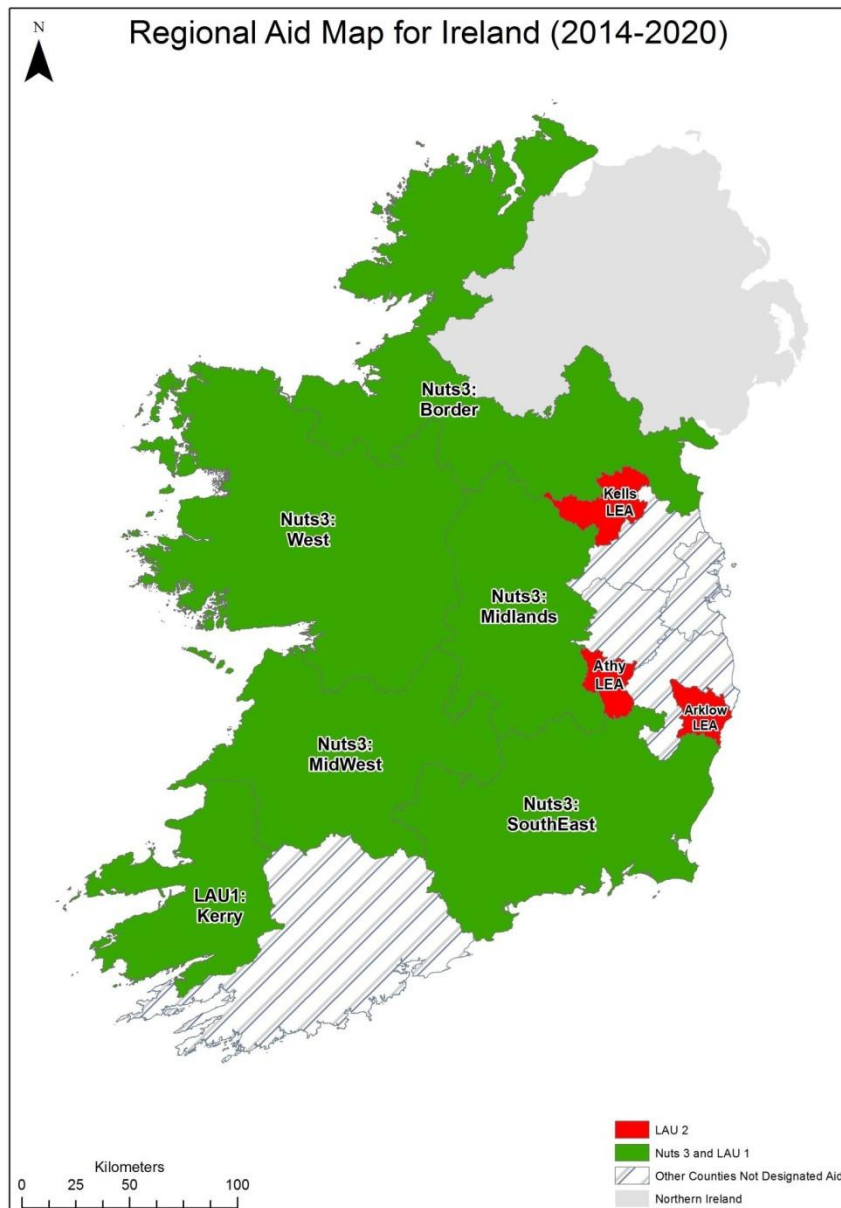 N
Regional Aid Map for Ireland (2014-2020)
Nuts3:
Border
Kells
LEA
Nuts3:
West
Nuts3:
Midlands
Athy
LEA
Arklow
LEA
Nuts3:
MidWest
Nuts3:
SouthEast
LAU1:
Kerry
LAU 2
Nuts 3 and LAU 1
Other Counties Not Designated Aid
Northern Ireland
Kilometers
0 25 50 100